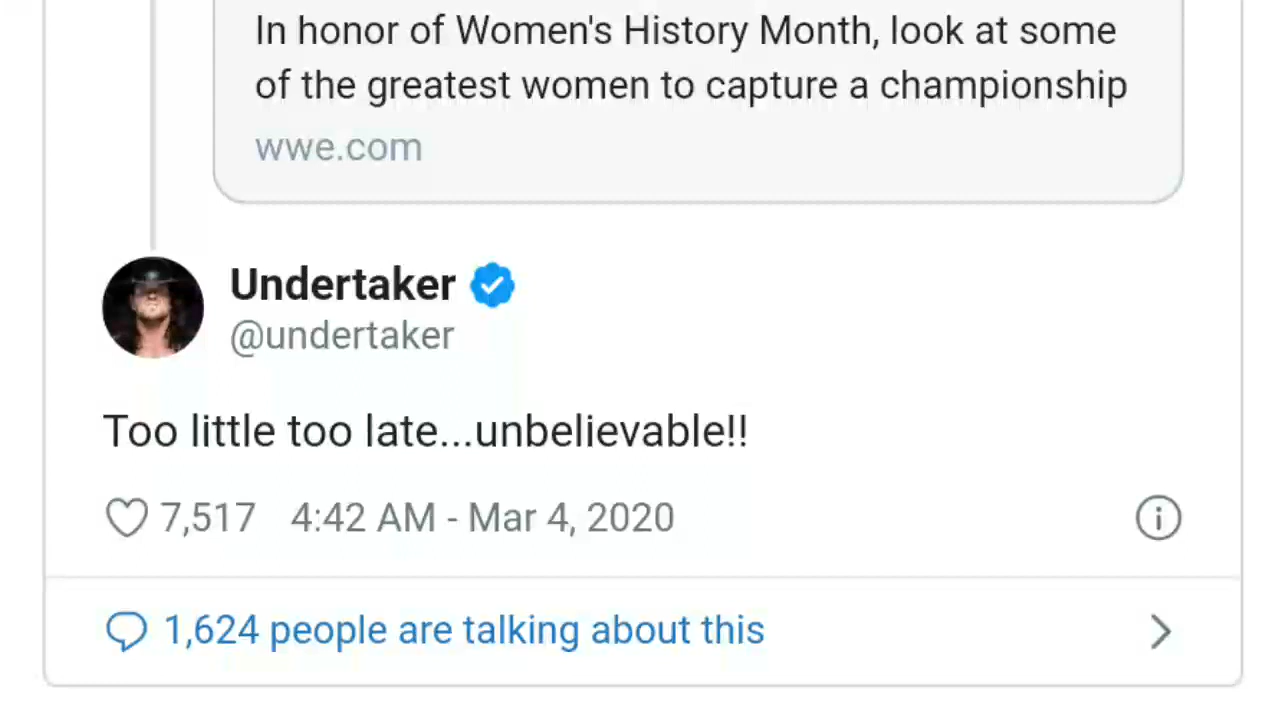 In honor of Women's History Month, look at some
of the greatest women to capture a championship
wwe.com
Undertaker
@undertaker
Too little too late...unbelievable!!
7,517 4:42 AM - Mar 4, 2020
1,624 people are talking about this